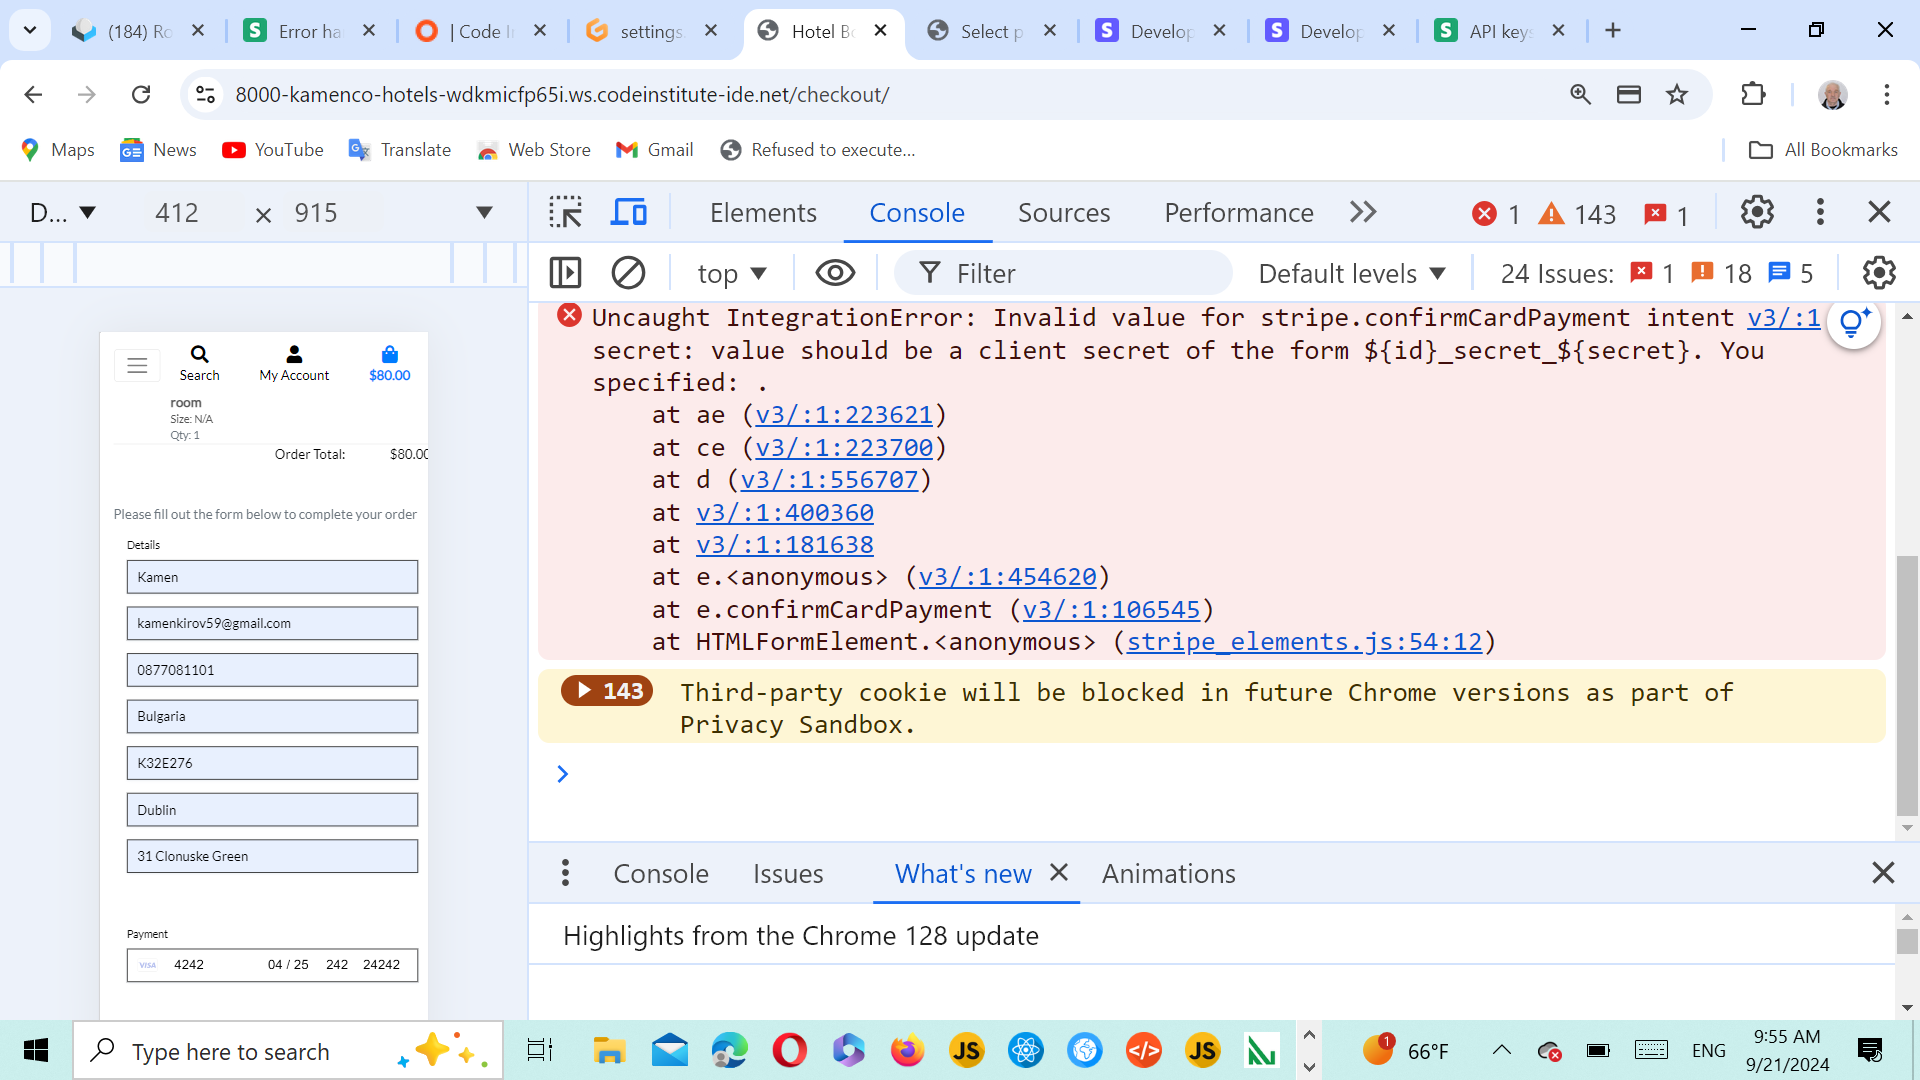 (184) Ro
Error ha
| Code I
settings.
Hotel Bo
Select p
Develop
Develop
API keys
8000-kamenco-hotels-wdkmicfp65i.ws.codeinstitute-ide.net/checkout/
Maps
News
YouTube
Translate
Web Store
Gmail
Refused to execute...
All Bookmarks
D... 412 × 915
Elements Console Sources Performance 1 143 1
top Filter Default levels 24 Issues: 1 18 5
Search
My Account
$80.00
room
Size: N/A
Qty: 1
Order Total: $80.00
Please fill out the form below to complete your order
Details
Kamen
kamenkirov59@gmail.com
0877081101
Bulgaria
K32E276
Dublin
31 Clonuske Green
Payment
VISA 4242 04 / 25 242 24242
Uncaught IntegrationError: Invalid value for stripe.confirmCardPayment intent v3/:1
secret: value should be a client secret of the form ${id}_secret_${secret}. You
specified: .
at ae (v3/:1:223621)
at ce (v3/:1:223700)
at d (v3/:1:556707)
at v3/:1:400360
at v3/:1:181638
at e.<anonymous> (v3/:1:454620)
at e.confirmCardPayment (v3/:1:106545)
at HTMLFormElement.<anonymous> (stripe_elements.js:54:12)
143 Third-party cookie will be blocked in future Chrome versions as part of
Privacy Sandbox.
Console Issues What's new Animations
Highlights from the Chrome 128 update
Type here to search
JS
JS
1
66°F
ENG
9:55 AM
9/21/2024